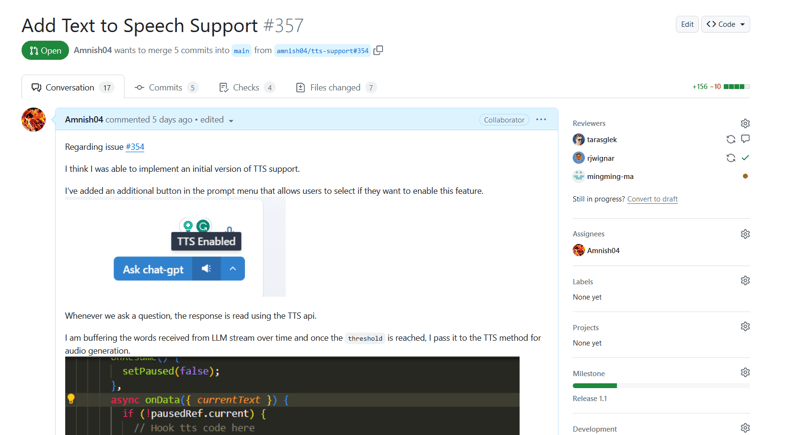 Add Text to Speech Support #357
Edit
Code
Open
Amnish04 wants to merge 5 commits into main from amnish04/tts-support#354
Conversation 17
Commits 5
Checks 4
Files changed 7
+156 −10
Amnish04 commented 5 days ago • edited
Collaborator
Regarding issue #354
I think I was able to implement an initial version of TTS support.
I've added an additional button in the prompt menu that allows users to select if they want to enable this feature.
TTS Enabled
Ask chat-gpt
Whenever we ask a question, the response is read using the TTS api.
I am buffering the words received from LLM stream over time and once the threshold is reached, I pass it to the TTS method for
audio generation.
onResume() {
setPaused(false);
},
async onData({ currentText }) {
if (!pausedRef.current) {
// Hook tts code here
Reviewers
tarasglek
rjwignar
mingming-ma
Still in progress? Convert to draft
Assignees
Amnish04
Labels
None yet
Projects
None yet
Milestone
Release 1.1
Development